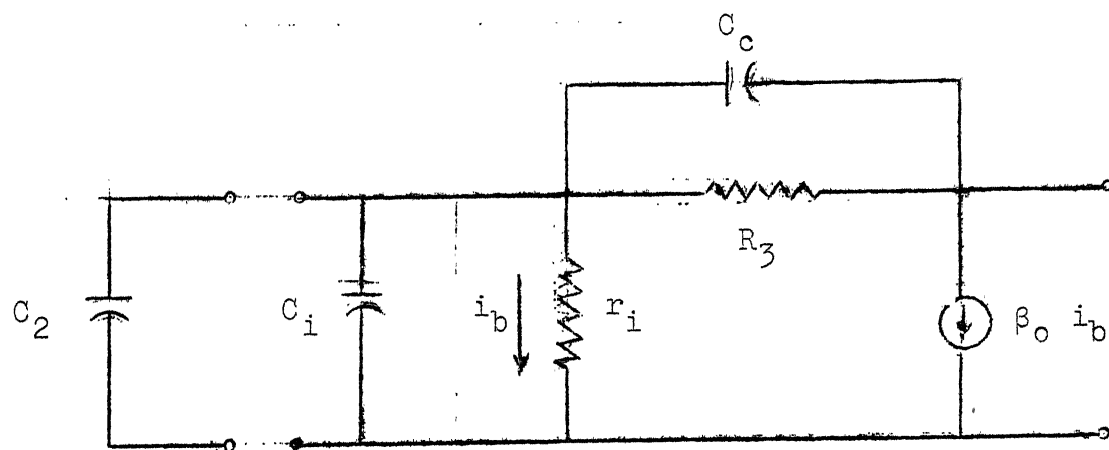 C_c
R_3
C_2
C_i
i_b
r_i
β_o i_b